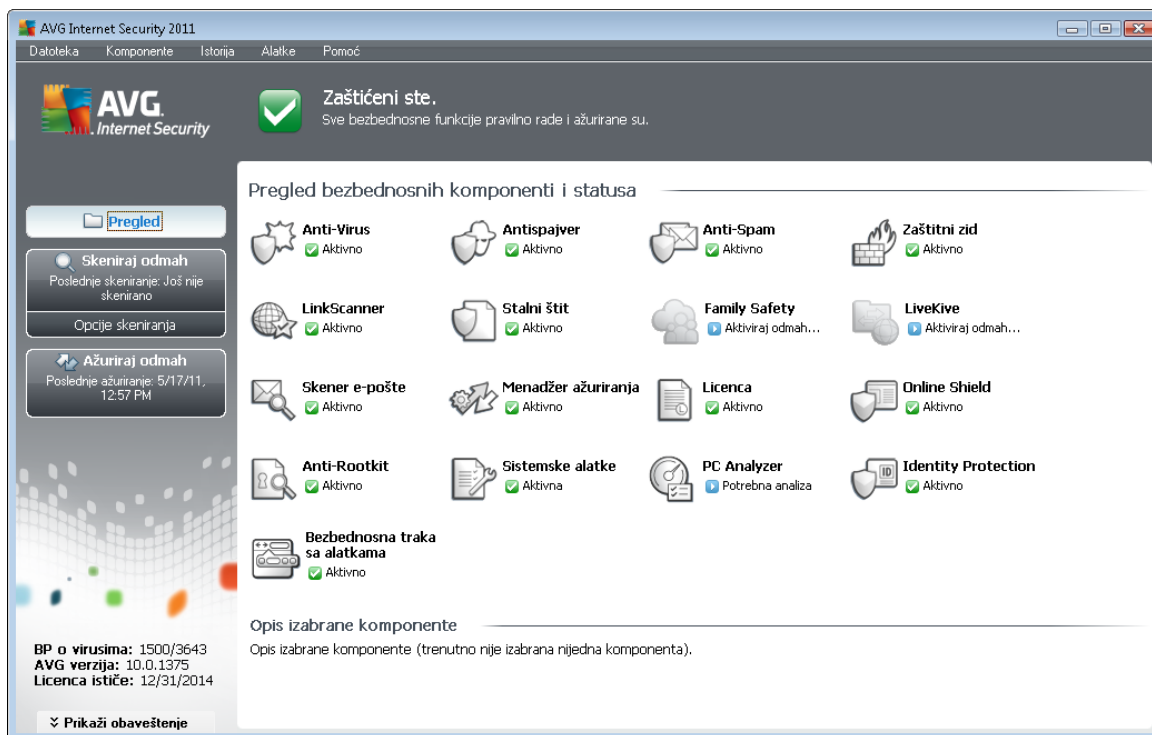 AVG Internet Security 2011
Datoteka Komponente Istorija Alatke Pomoć
AVG.
Internet Security
Zaštićeni ste.
Sve bezbednosne funkcije pravilno rade i ažurirane su.
Pregled
Skeniraj odmah
Poslednje skeniranje: Još nije
skenirano
Opcije skeniranja
Ažuriraj odmah
Poslednje ažuriranje: 5/17/11,
12:57 PM
BP o virusima: 1500/3643
AVG verzija: 10.0.1375
Licenca ističe: 12/31/2014
Prikaži obaveštenje
Pregled bezbednosnih komponenti i statusa
Anti-Virus
Aktivno
Antispajver
Aktivno
Anti-Spam
Aktivno
Zaštitni zid
Aktivno
LinkScanner
Aktivno
Stalni štit
Aktivno
Family Safety
Aktiviraj odmah...
LiveKive
Aktiviraj odmah...
Skener e-pošte
Aktivno
Menadžer ažuriranja
Aktivno
Licenca
Aktivno
Online Shield
Aktivno
Anti-Rootkit
Aktivno
Sistemske alatke
Aktivna
PC Analyzer
Potrebna analiza
Identity Protection
Aktivno
Bezbednosna traka
sa alatkama
Aktivno
Opis izabrane komponente
Opis izabrane komponente (trenutno nije izabrana nijedna komponenta).